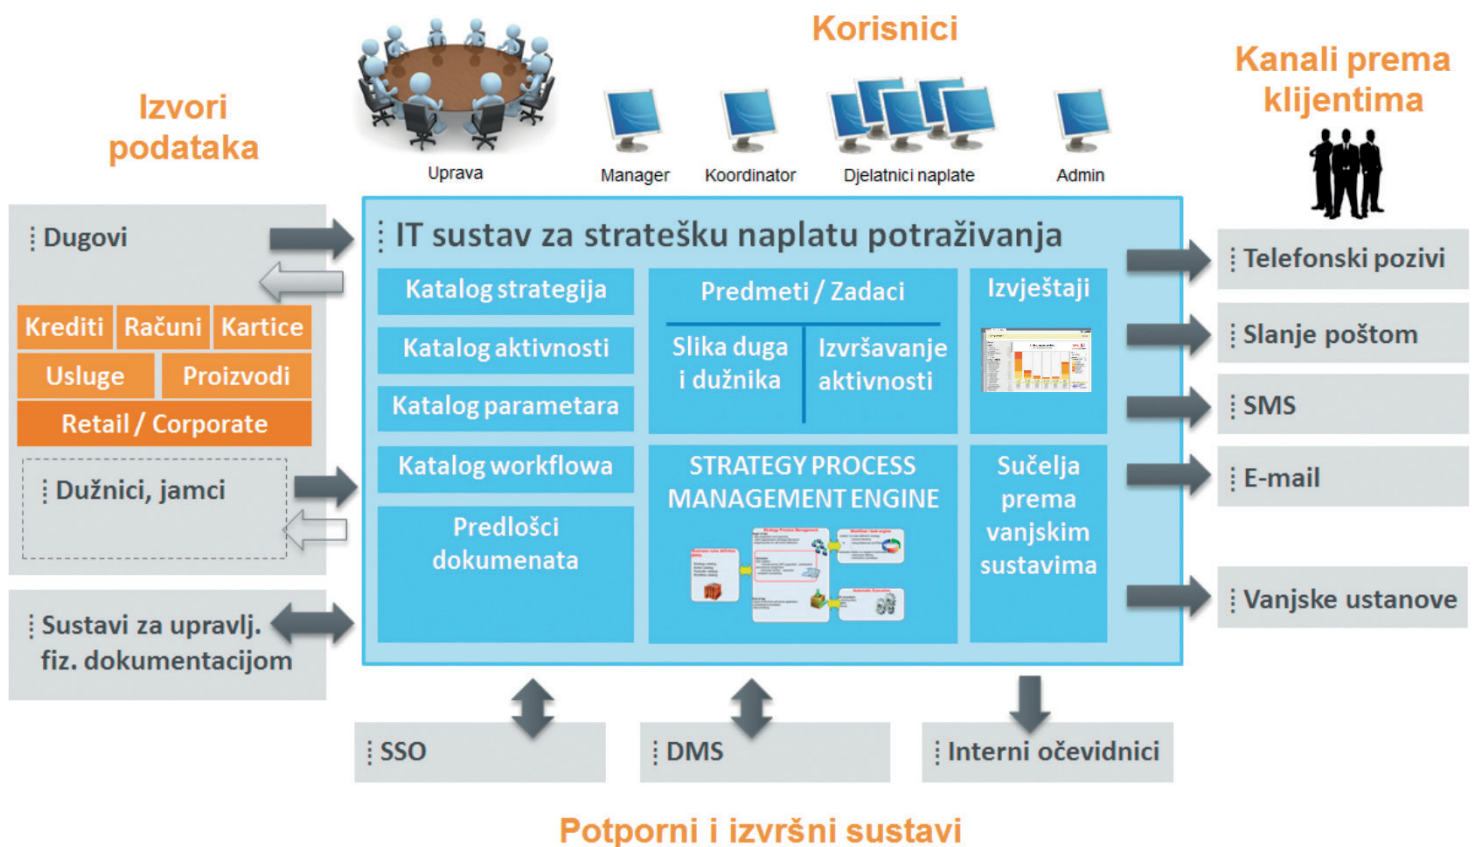 Korisnici
Kanali prema
klijentima
Izvori
podataka
Uprava
Manager
Koordinator
Djelatnici naplate
Admin
Dugovi
Krediti
Računi
Kartice
Usluge
Proizvodi
Retail / Corporate
Dužnici, jamci
Sustavi za upravlj.
fiz. dokumentacijom
IT sustav za stratešku naplatu potraživanja
Katalog strategija
Katalog aktivnosti
Katalog parametara
Katalog workflowa
Predlošci
dokumenata
Predmeti / Zadaci
Slika duga
i dužnika
Izvršavanje
aktivnosti
STRATEGY PROCESS
MANAGEMENT ENGINE
Izvještaji
Sučelja
prema
vanjskim
sustavima
Telefonski pozivi
Slanje poštom
SMS
E-mail
Vanjske ustanove
SSO
DMS
Interni očevidnici
Potporni i izvršni sustavi